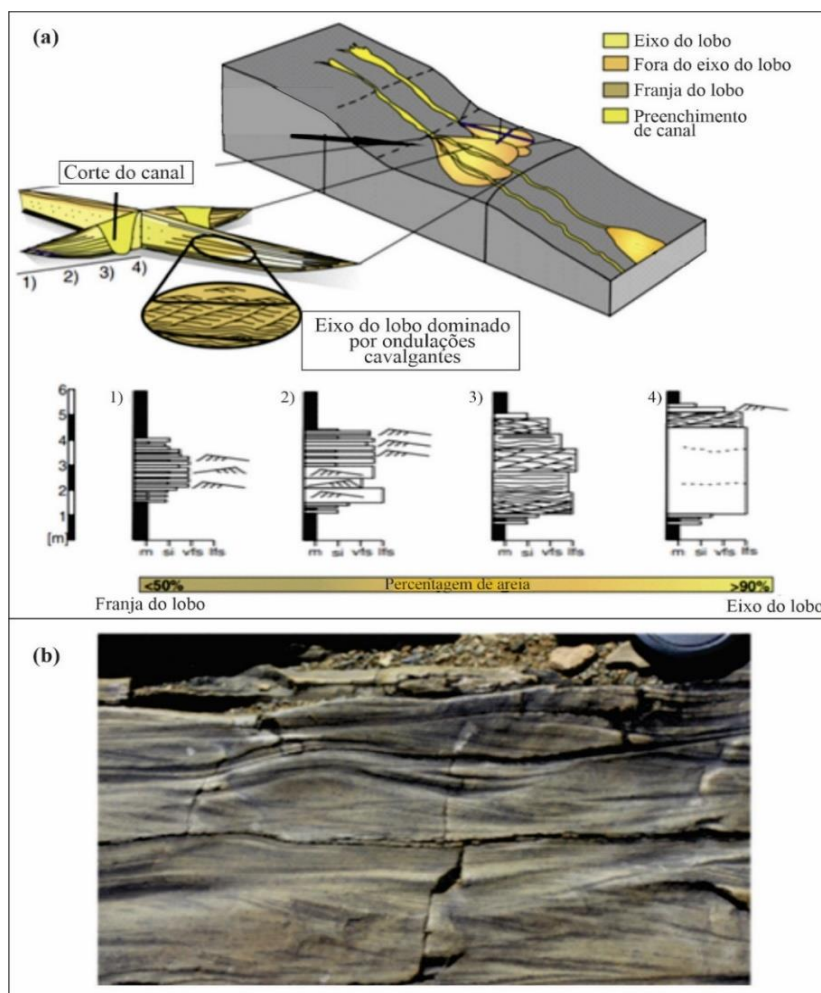 (a)
Eixo do lobo
Fora do eixo do lobo
Franja do lobo
Preenchimento
de canal
Corte do canal
1)
2)
3)
4)
Eixo do lobo dominado
por ondulações
cavalgantes
6
5
4
3
2
1
[m]
1)
m si vfs lfs
2)
m si vfs lfs
3)
m si vfs lfs
4)
m si vfs lfs
<50% Percentagem de areia >90%
Franja do lobo Eixo do lobo
(b)